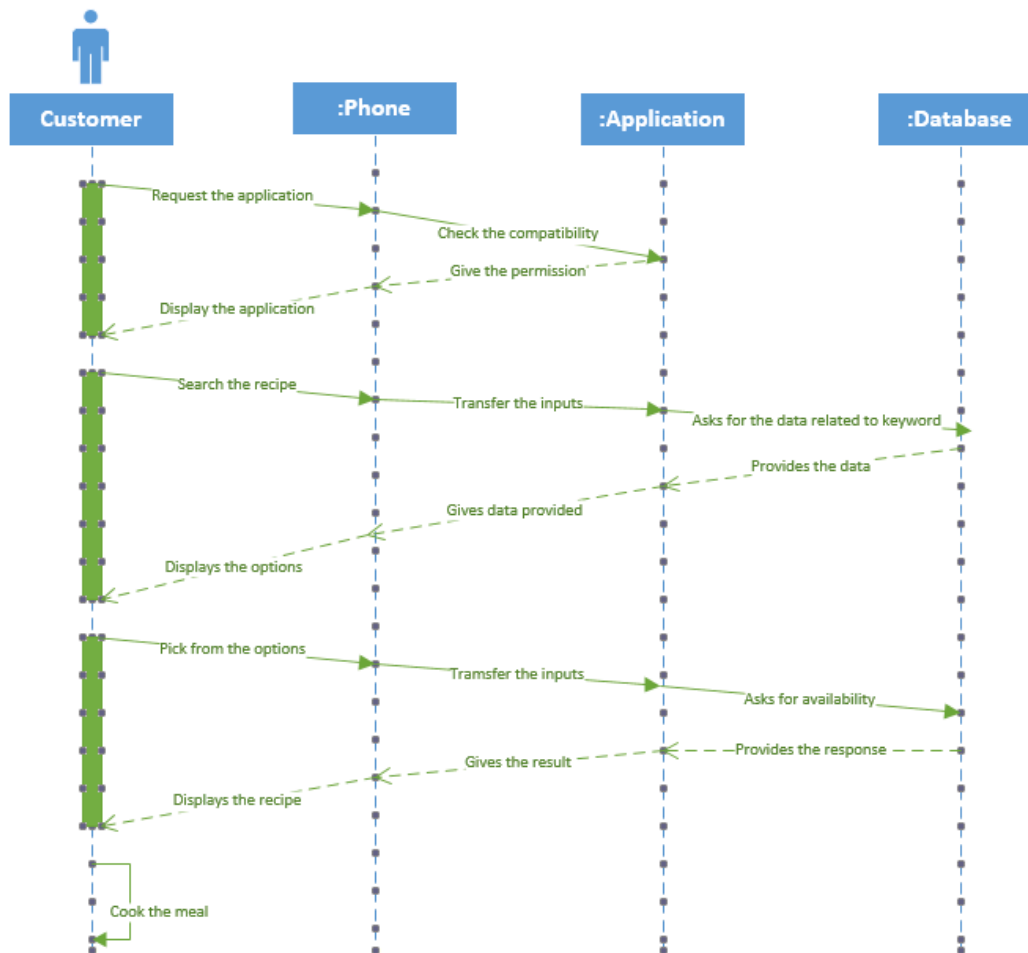 Customer
:Phone
:Application
:Database
Request the application
Check the compatibility
Give the permission
Display the application
Search the recipe
Transfer the inputs
Asks for the data related to keyword
Provides the data
Gives data provided
Displays the options
Pick from the options
Tramsfer the inputs
Asks for availability
Provides the response
Gives the result
Displays the recipe
Cook the meal